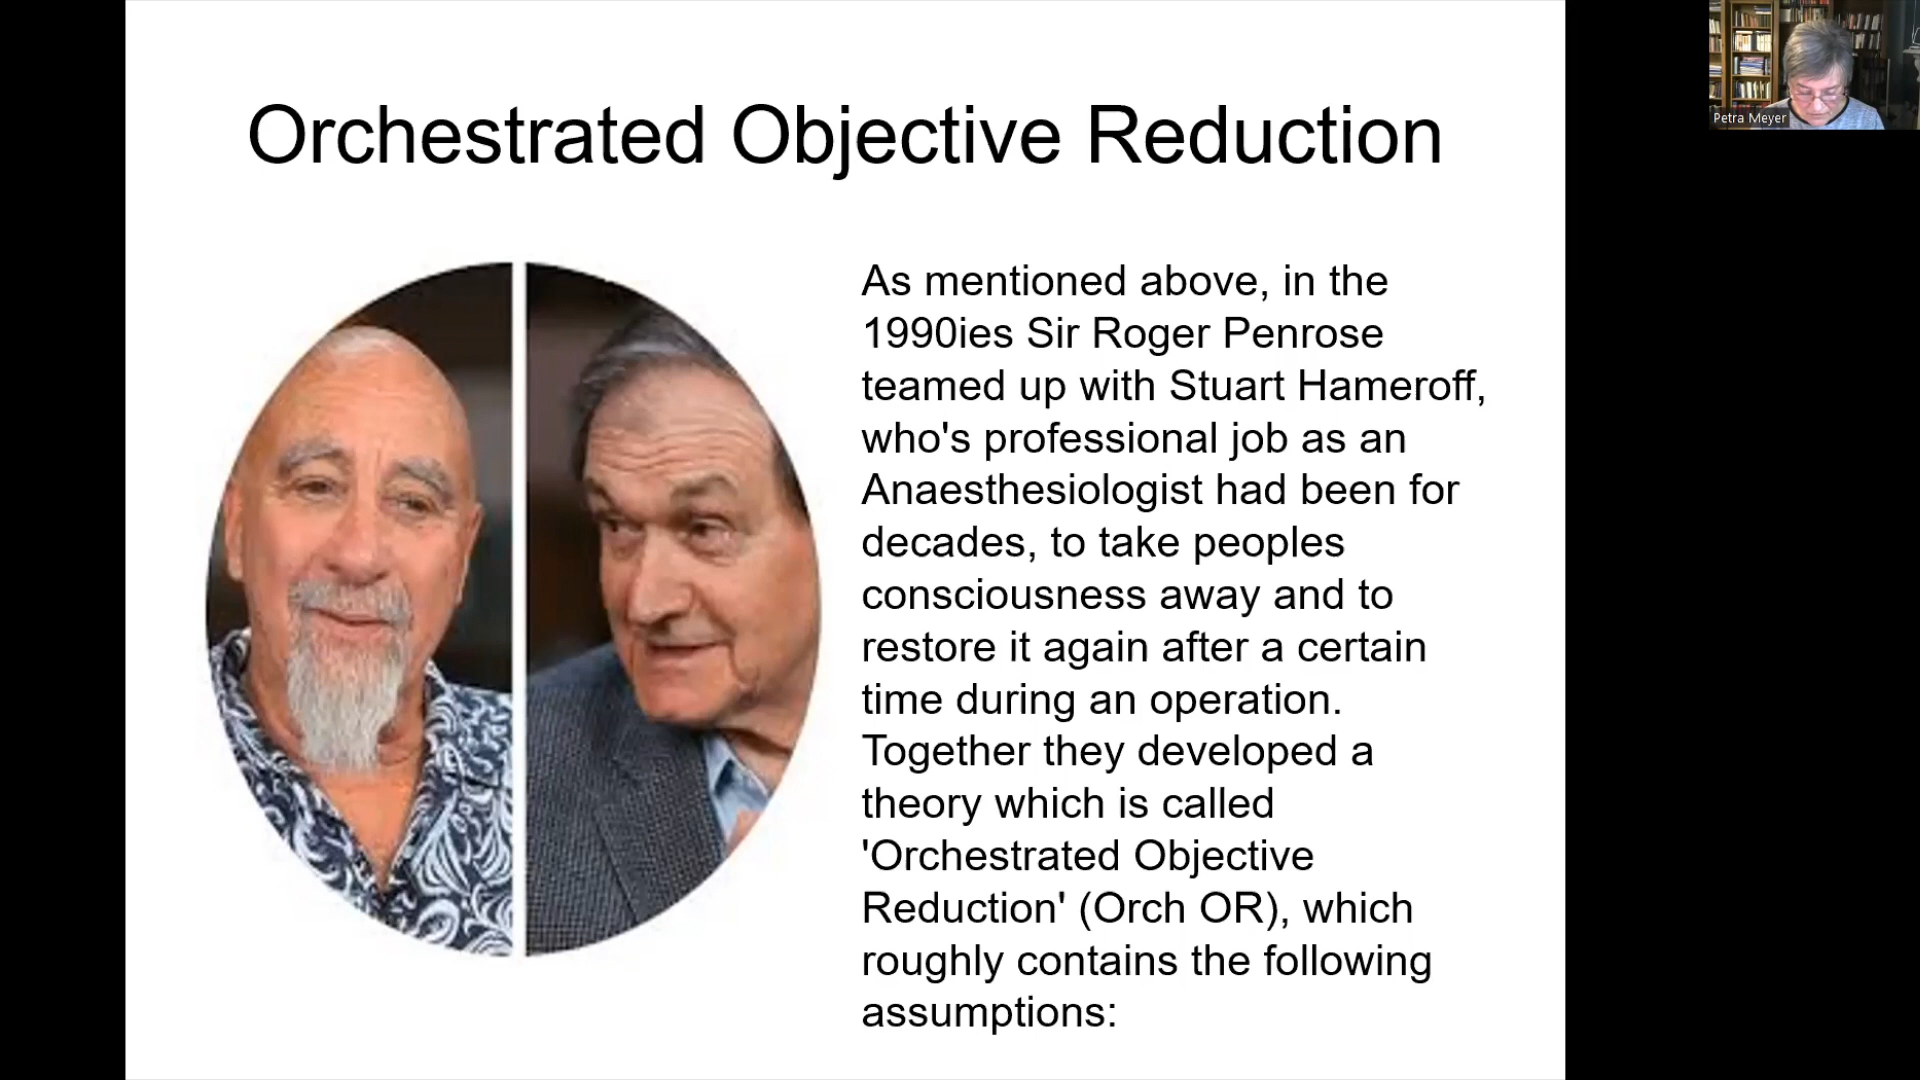 Orchestrated Objective Reduction
As mentioned above, in the
1990ies Sir Roger Penrose
teamed up with Stuart Hameroff,
who's professional job as an
Anaesthesiologist had been for
decades, to take peoples
consciousness away and to
restore it again after a certain
time during an operation.
Together they developed a
theory which is called
'Orchestrated Objective
Reduction' (Orch OR), which
roughly contains the following
assumptions:
Petra Meyer